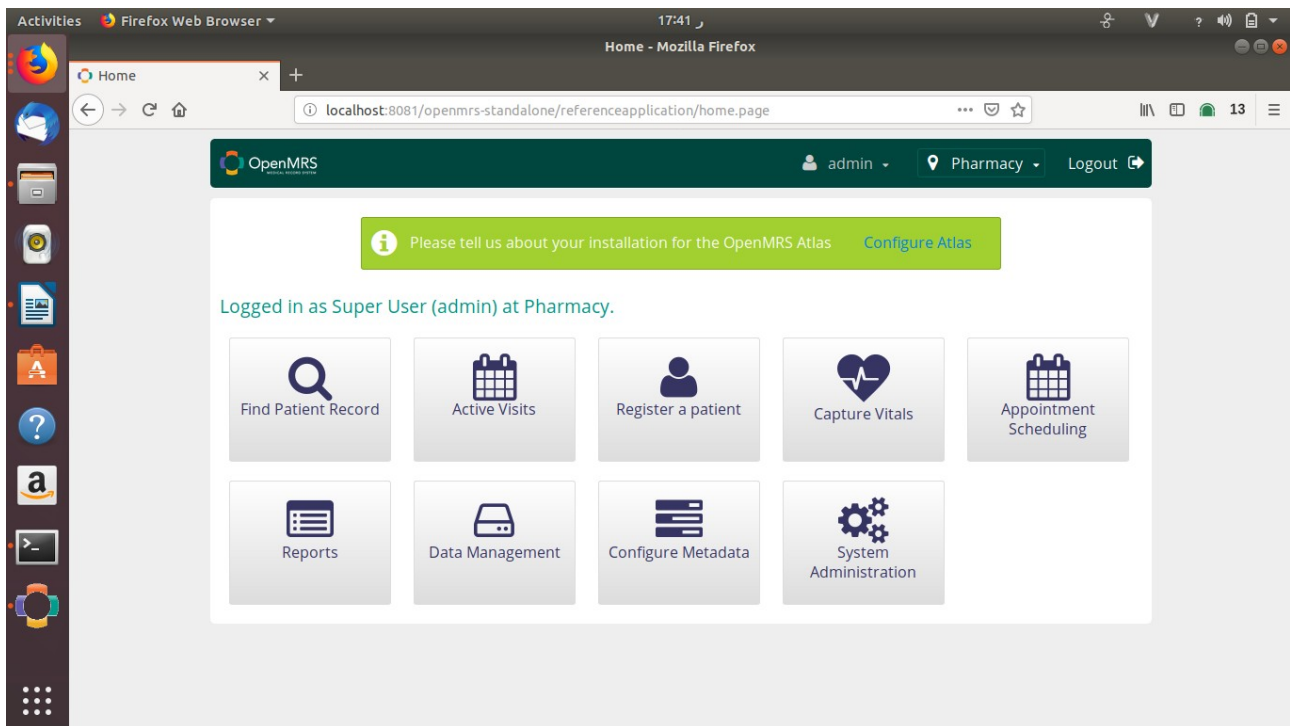 Activities Firefox Web Browser ر 17:41
Home - Mozilla Firefox
Home
localhost:8081/openmrs-standalone/referenceapplication/home.page
13
OpenMRS
MEDICAL RECORD SYSTEM
admin Pharmacy Logout
Please tell us about your installation for the OpenMRS Atlas Configure Atlas
Logged in as Super User (admin) at Pharmacy.
Find Patient Record
Active Visits
Register a patient
Capture Vitals
Appointment
Scheduling
Reports
Data Management
Configure Metadata
System
Administration